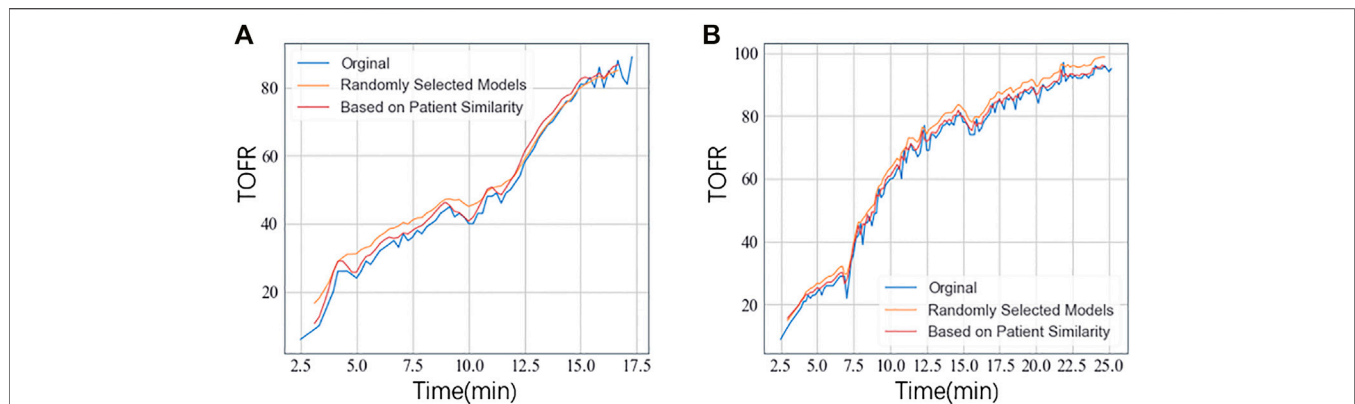 A
Orginal
Randomly Selected Models
Based on Patient Similarity
80
60
40
20
TOFR
2.5 5.0 7.5 10.0 12.5 15.0 17.5
Time(min)
B
100
80
60
40
20
TOFR
Orginal
Randomly Selected Models
Based on Patient Similarity
2.5 5.0 7.5 10.0 12.5 15.0 17.5 20.0 22.5 25.0
Time(min)